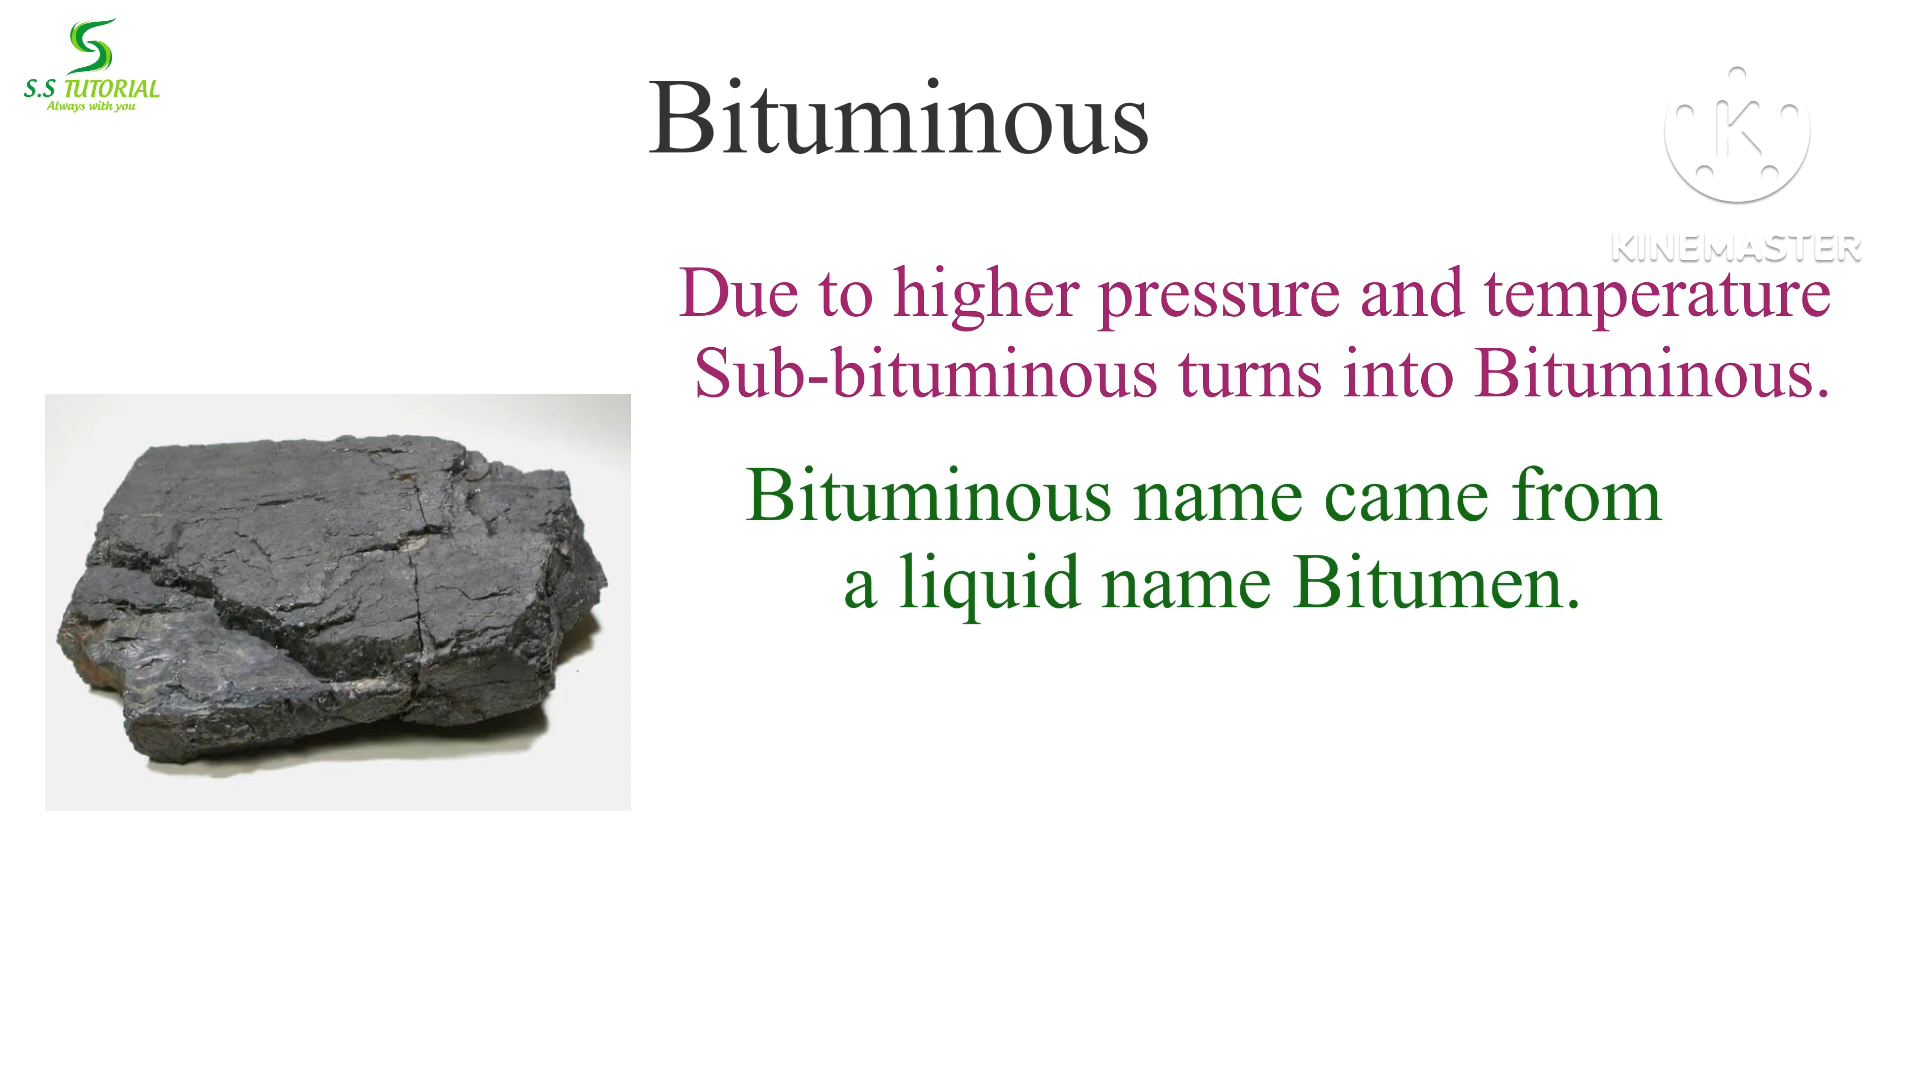 S.S TUTORIAL
Always with you
Bituminous
KINEMASTER
Due to higher pressure and temperature
Sub-bituminous turns into Bituminous.
Bituminous name came from
a liquid name Bitumen.